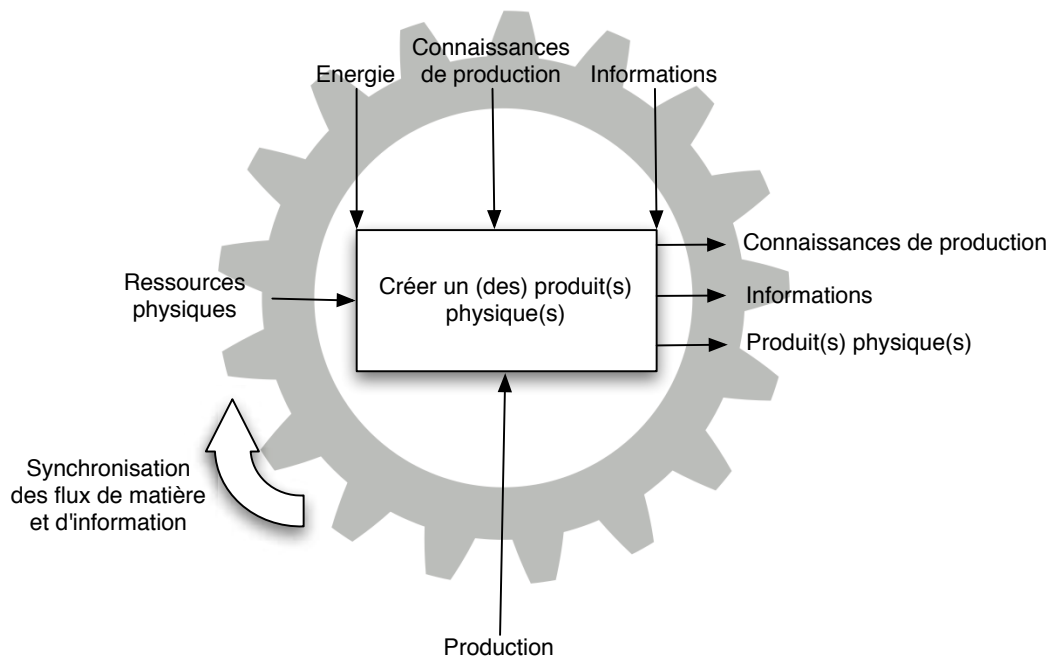 Connaissances
de production
Energie
Informations
Connaissances de production
Ressources
physiques
Créer un (des) produit(s)
physique(s)
Informations
Produit(s) physique(s)
Synchronisation
des flux de matière
et d'information
Production